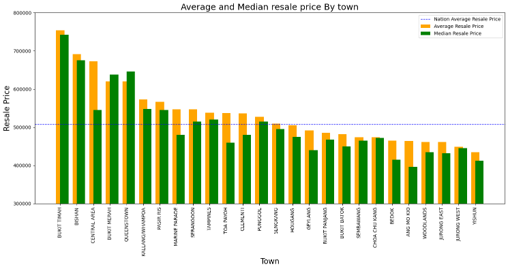 Average and Median resale price By town
Nation Average Resale Price
Average Resale Price
Median Resale Price
Resale Price
800000
700000
600000
500000
400000
300000
BUKIT TIMAH
BISHAN
CENTRAL AREA
BUKIT MERAH
QUEENSTOWN
KALLANG/WHAMPOA
PASIR RIS
MARINE PARADE
SERANGOON
TAMPINES
TOA PAYOH
CLEMENTI
PUNGGOL
SENGKANG
HOUGANG
GEYLANG
BUKIT PANJANG
BUKIT BATOK
SEMBAWANG
CHOA CHU KANG
BEDOK
ANG MO KIO
WOODLANDS
JURONG EAST
JURONG WEST
YISHUN
Town